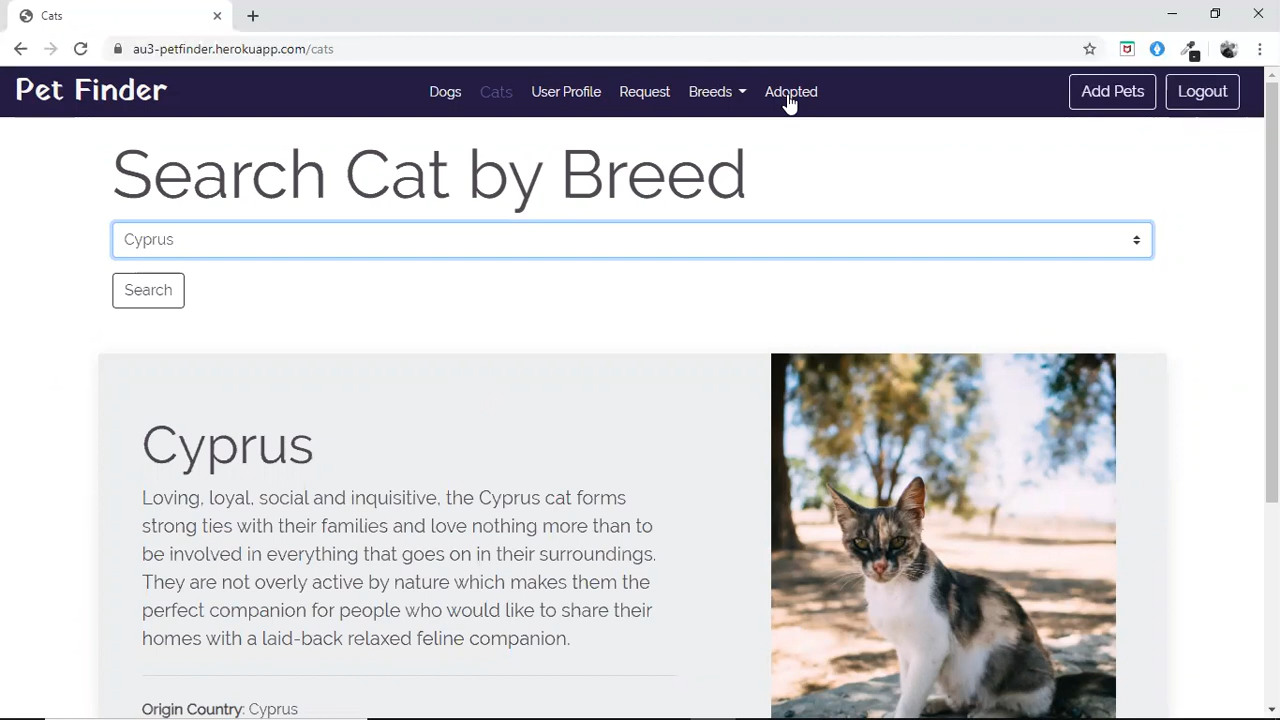 Cats
au3-petfinder.herokuapp.com/cats
Pet Finder
Dogs Cats User Profile Request Breeds Adopted Add Pets Logout
Search Cat by Breed
Cyprus
Search
Cyprus
Loving, loyal, social and inquisitive, the Cyprus cat forms
strong ties with their families and love nothing more than to
be involved in everything that goes on in their surroundings.
They are not overly active by nature which makes them the
perfect companion for people who would like to share their
homes with a laid-back relaxed feline companion.
Origin Country: Cyprus